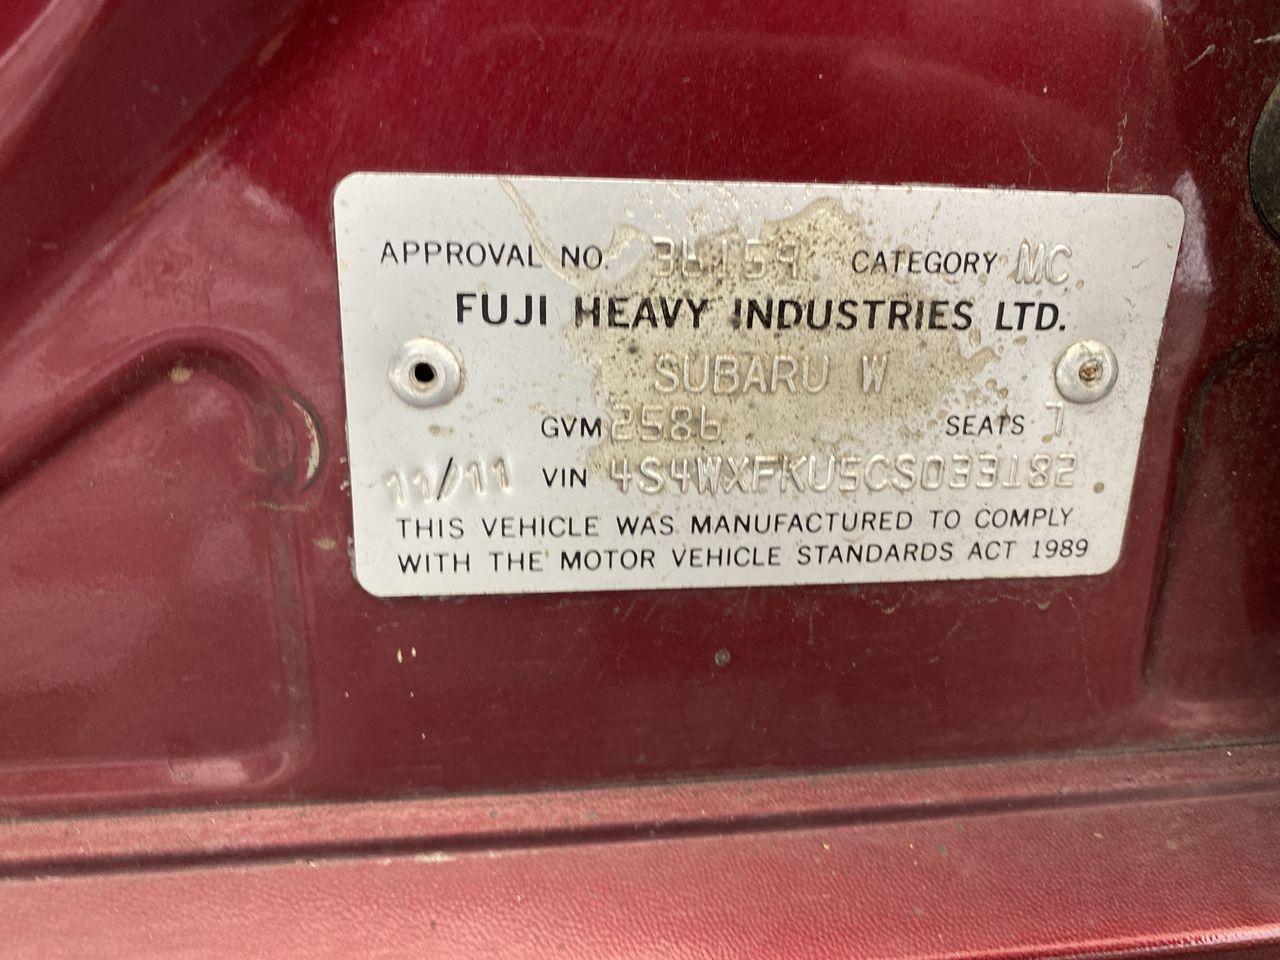 APPROVAL NO. 36159 CATEGORY MC
FUJI HEAVY INDUSTRIES LTD.
SUBARU W
GVM 2586 SEATS 7
11/11 VIN 4S4WXFKU5CS033182
THIS VEHICLE WAS MANUFACTURED TO COMPLY
WITH THE MOTOR VEHICLE STANDARDS ACT 1989